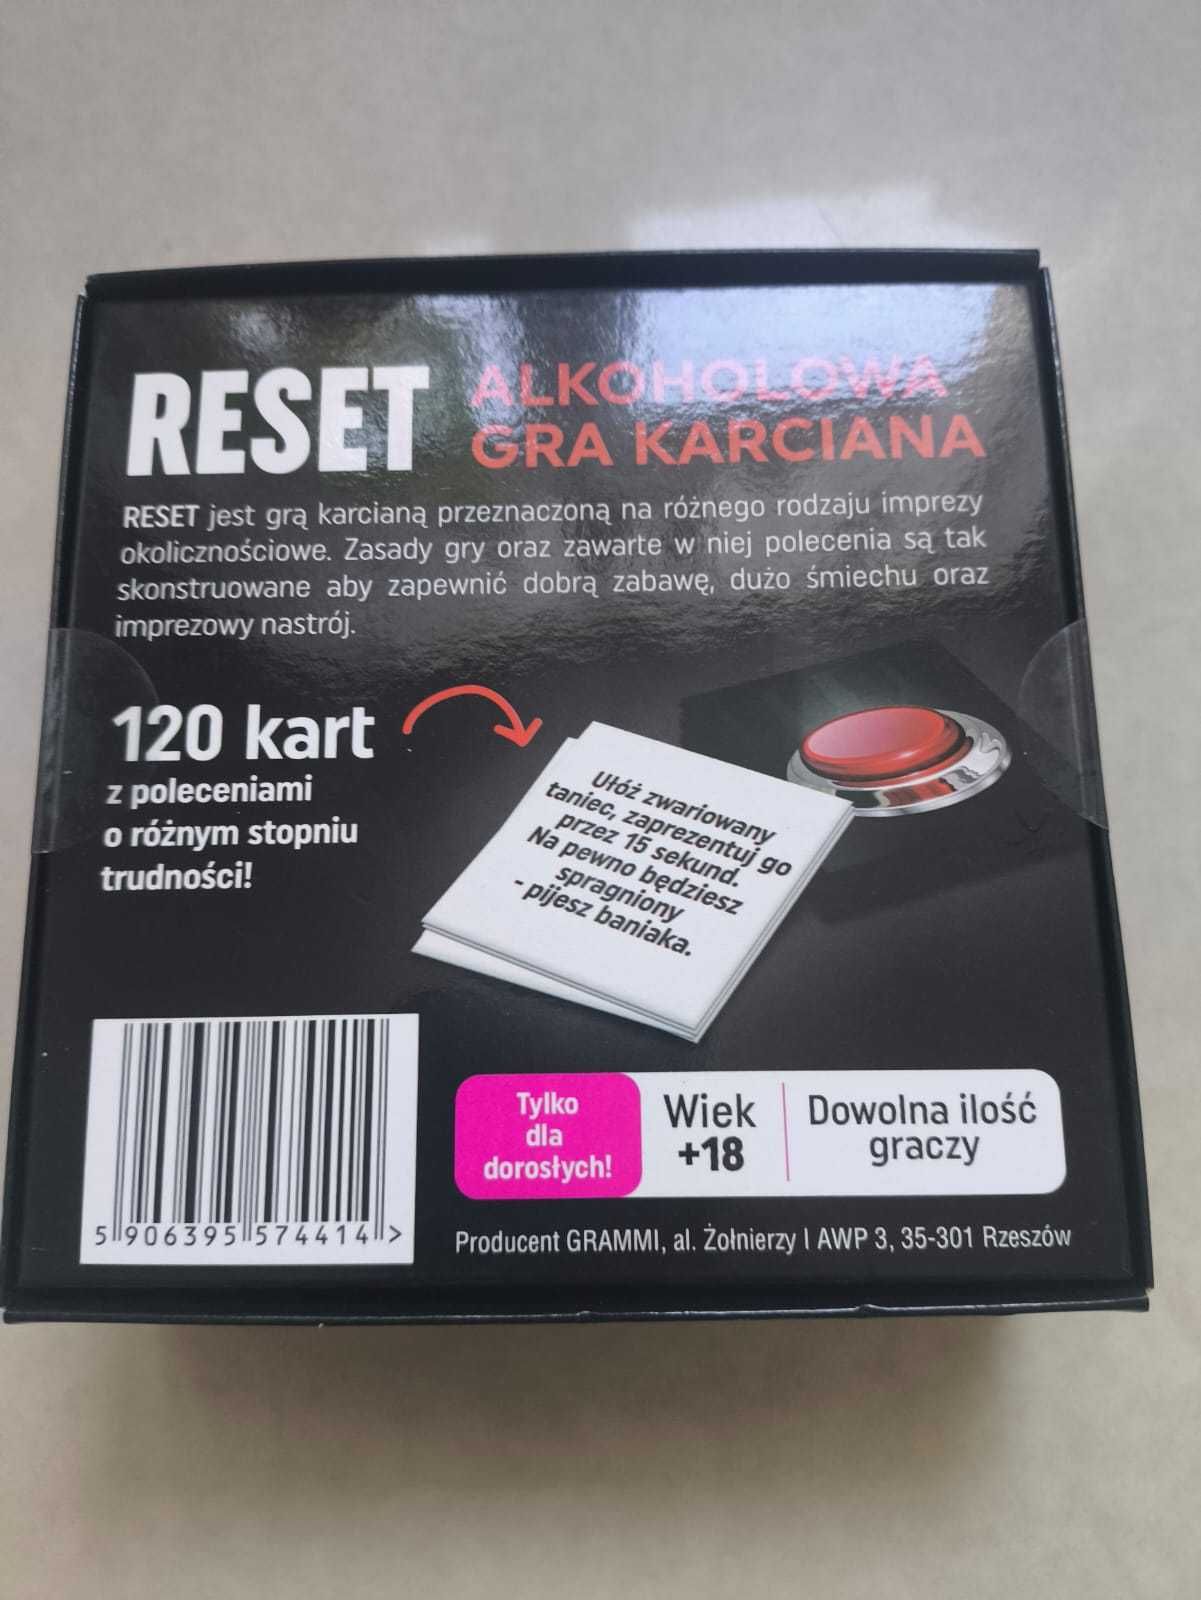 RESET
ALKOHOLOWA
GRA KARCIANA
RESET jest grą karcianą przeznaczoną na różnego rodzaju imprezy
okolicznościowe. Zasady gry oraz zawarte w niej polecenia są tak
skonstruowane aby zapewnić dobrą zabawę, dużo śmiechu oraz
imprezowy nastrój.
120 kart
z poleceniami
o różnym stopniu
trudności!
Ułóż zwariowany
taniec, zaprezentuj go
przez 15 sekund.
Na pewno będziesz
spragniony
- pijesz baniaka.
5 906395 574414 >
Tylko
dla
dorosłych!
Wiek
+18
Dowolna ilość
graczy
Producent GRAMMI, al. Żołnierzy I AWP 3, 35-301 Rzeszów